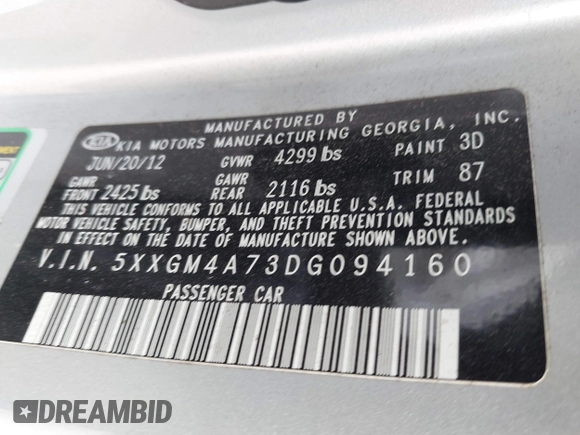 MANUFACTURED BY
KIA KIA MOTORS MANUFACTURING GEORGIA, INC.
JUN/20/12 GVWR 4299 lbs PAINT 3D
GAWR FRONT 2425 lbs GAWR REAR 2116 lbs TRIM 87
THIS VEHICLE CONFORMS TO ALL APPLICABLE U.S.A. FEDERAL
MOTOR VEHICLE SAFETY, BUMPER, AND THEFT PREVENTION STANDARDS
IN EFFECT ON THE DATE OF MANUFACTURE SHOWN ABOVE.
V.I.N. 5XXGM4A73DG094160
PASSENGER CAR
DREAMBID